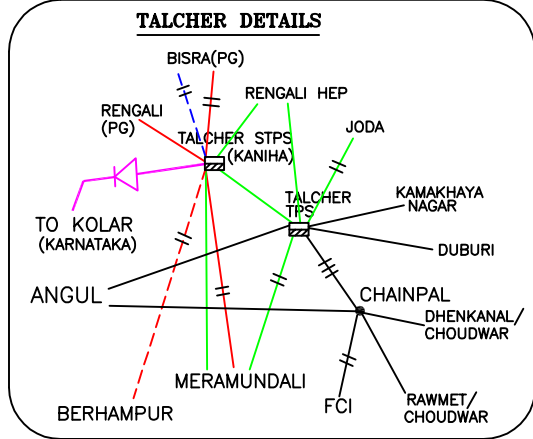 TALCHER DETAILS
BISRA(PG)
RENGALI HEP
RENGALI
(PG)
JODA
TALCHER STPS
(KANIHA)
KAMAKHAYA
NAGAR
TALCHER
TPS
TO KOLAR
(KARNATAKA)
DUBURI
ANGUL
CHAINPAL
DHENKANAL/
CHOUDWAR
MERAMUNDALI
FCI
RAWMET/
CHOUDWAR
BERHAMPUR